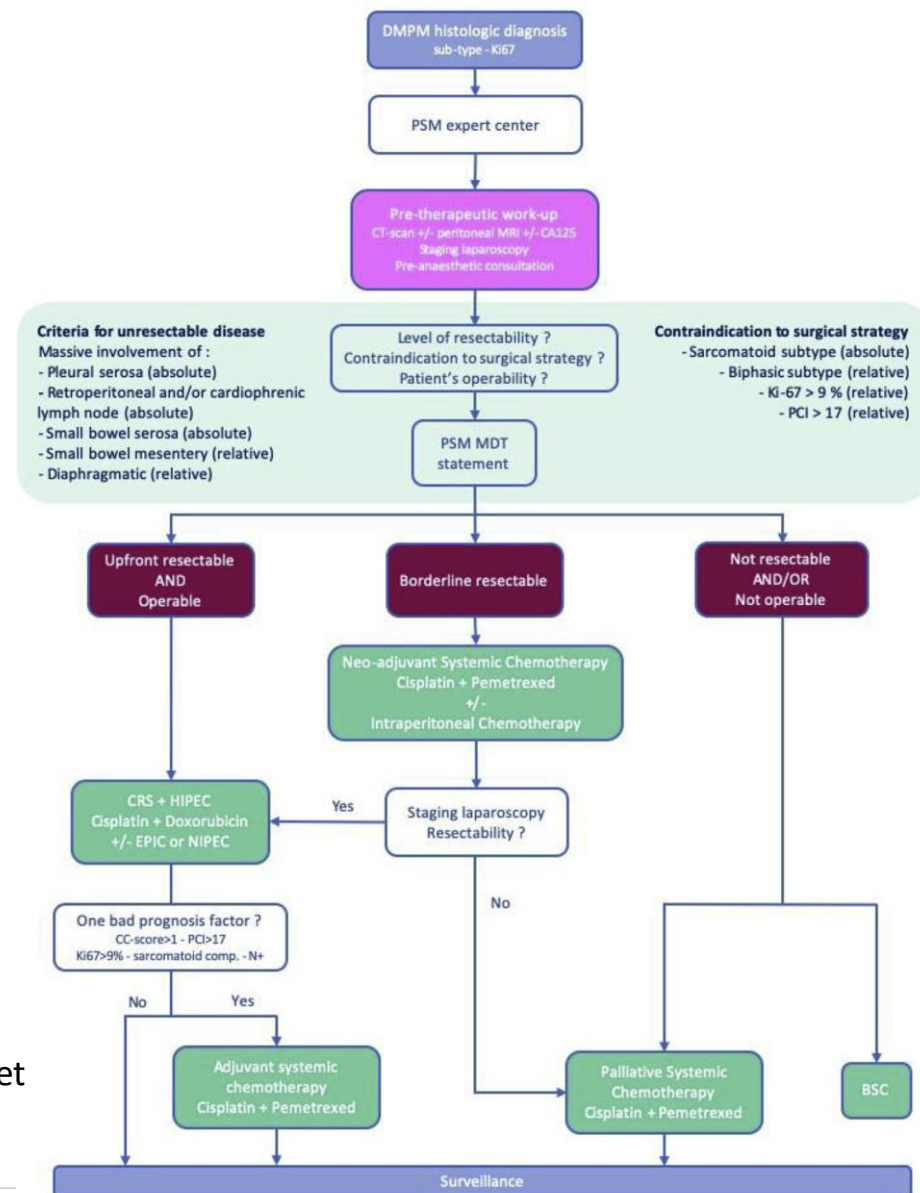 DMPM histologic diagnosis
sub-type - Ki67
PSM expert center
Pre-therapeutic work-up
CT-scan +/- peritoneal MRI +/- CA125
Staging laparoscopy
Pre-anaesthetic consultation
Criteria for unresectable disease
Massive involvement of :
- Pleural serosa (absolute)
- Retroperitoneal and/or cardiophrenic
lymph node (absolute)
- Small bowel serosa (absolute)
- Small bowel mesentery (relative)
- Diaphragmatic (relative)
Level of resectability ?
Contraindication to surgical strategy ?
Patient's operability ?
Contraindication to surgical strategy
- Sarcomatoid subtype (absolute)
- Biphasic subtype (relative)
- Ki-67 > 9 % (relative)
- PCI > 17 (relative)
PSM MDT
statement
Upfront resectable
AND
Operable
Borderline resectable
Not resectable
AND/OR
Not operable
Neo-adjuvant Systemic Chemotherapy
Cisplatin + Pemetrexed
+/-
Intraperitoneal Chemotherapy
CRS + HIPEC
Cisplatin + Doxorubicin
+/- EPIC or NIPEC
Yes
Staging laparoscopy
Resectability ?
No
One bad prognosis factor ?
CC-score>1 - PCI>17
Ki67>9% - sarcomatoid comp. - N+
No
Yes
Adjuvant systemic
chemotherapy
Cisplatin + Pemetrexed
Palliative Systemic
Chemotherapy
Cisplatin + Pemetrexed
BSC
et
Surveillance